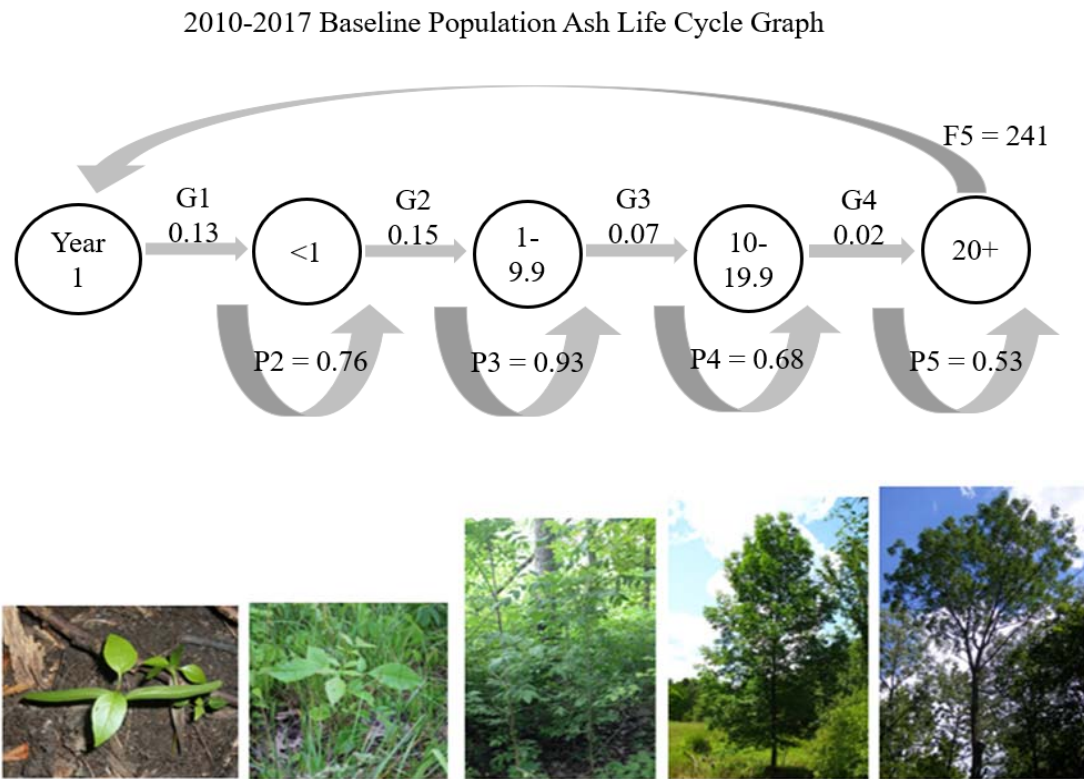 2010-2017 Baseline Population Ash Life Cycle Graph
F5 = 241
G1
0.13
G2
0.15
G3
0.07
G4
0.02
Year
1
<1
1-
9.9
10-
19.9
20+
P2 = 0.76
P3 = 0.93
P4 = 0.68
P5 = 0.53